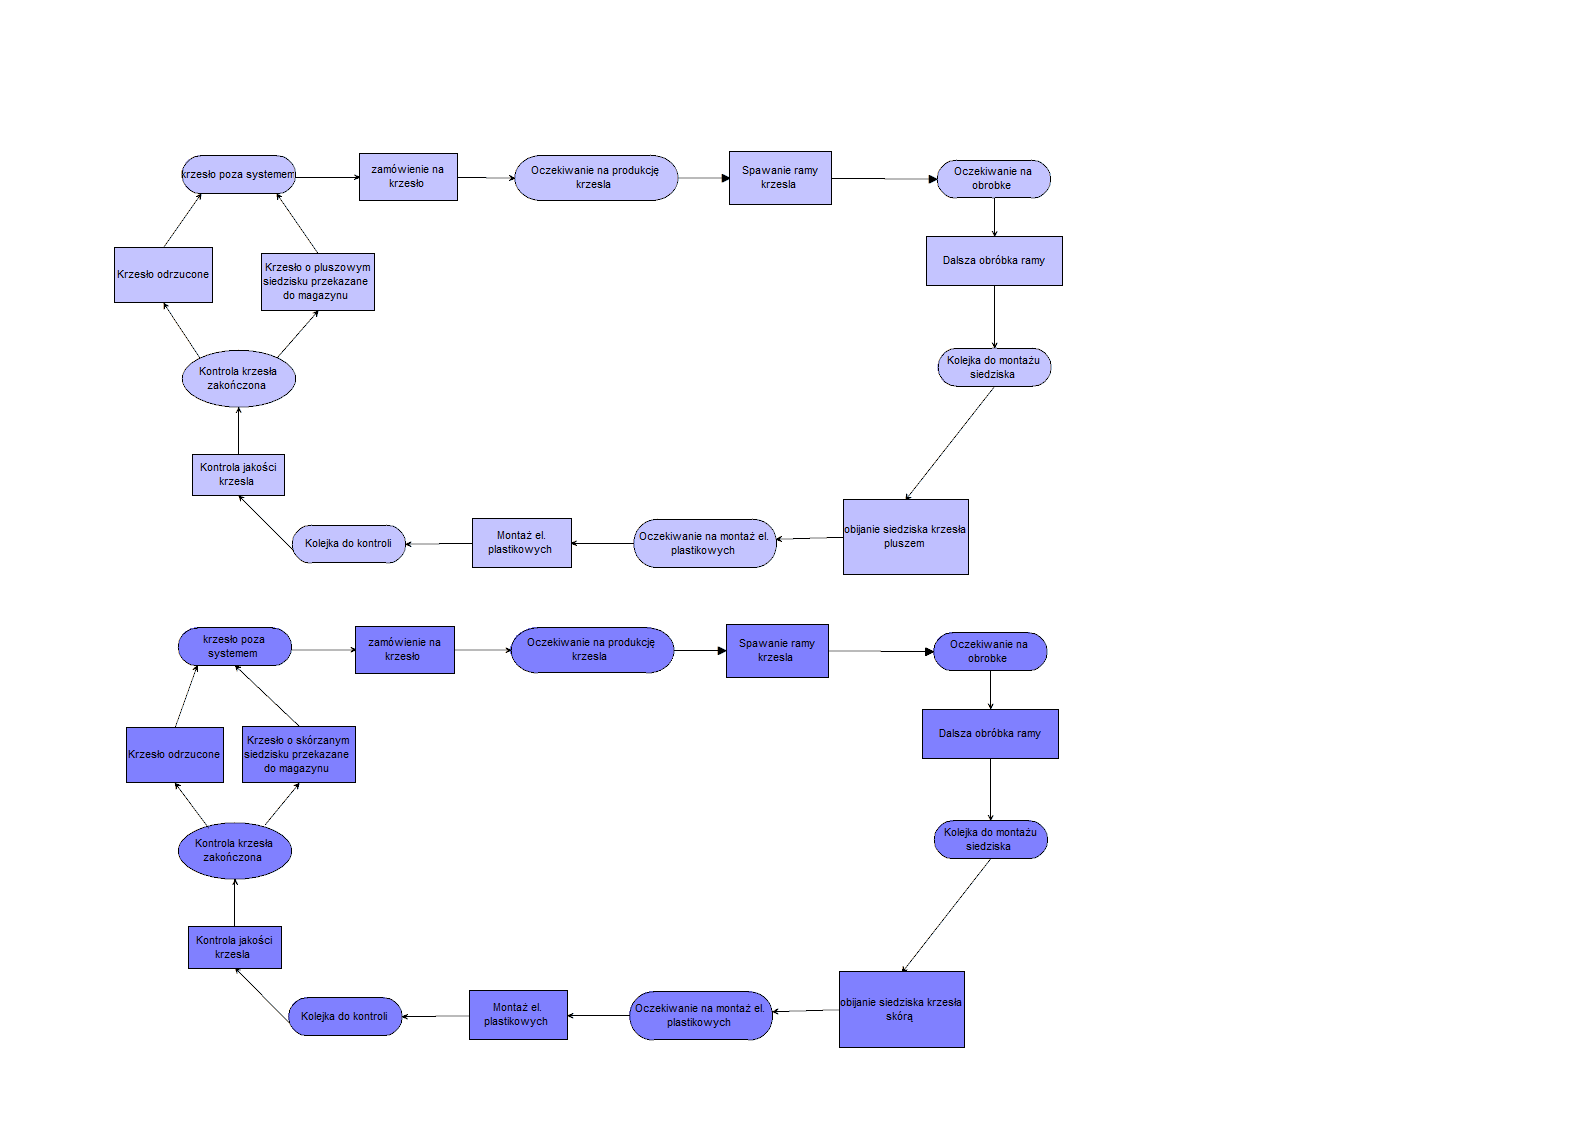 krzesło poza systemem
zamówienie na
krzesło
Oczekiwanie na produkcję
krzesla
Spawanie ramy
krzesla
Oczekiwanie na
obrobke
Krzesło odrzucone
Krzesło o pluszowym
siedzisku przekazane
do magazynu
Dalsza obróbka ramy
Kontrola krzesła
zakończona
Kolejka do montażu
siedziska
Kontrola jakości
krzesla
Kolejka do kontroli
Montaż el.
plastikowych
Oczekiwanie na montaż el.
plastikowych
obijanie siedziska krzesła
pluszem
krzesło poza
systemem
zamówienie na
krzesło
Oczekiwanie na produkcję
krzesla
Spawanie ramy
krzesla
Oczekiwanie na
obrobke
Krzesło odrzucone
Krzesło o skórzanym
siedzisku przekazane
do magazynu
Dalsza obróbka ramy
Kontrola krzesła
zakończona
Kolejka do montażu
siedziska
Kontrola jakości
krzesla
Kolejka do kontroli
Montaż el.
plastikowych
Oczekiwanie na montaż el.
plastikowych
obijanie siedziska krzesła
skórą